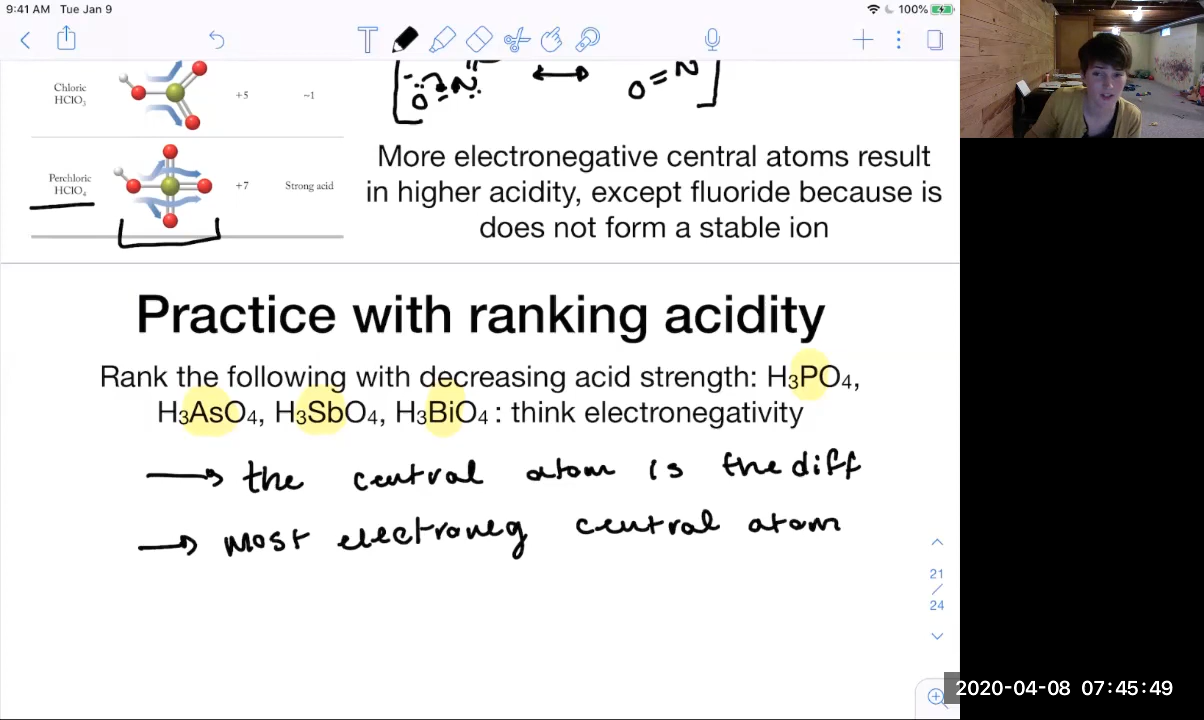 9:41 AM Tue Jan 9
100%
T
Chloric
HClO₃
+5
~1
Perchloric
HClO₄
+7
Strong acid
O N
O = N
More electronegative central atoms result
in higher acidity, except fluoride because is
does not form a stable ion
Practice with ranking acidity
Rank the following with decreasing acid strength: H₃PO₄,
H₃AsO₄, H₃SbO₄, H₃BiO₄ : think electronegativity
→ the central atom is the diff
→ most electroneg central atom
21
/
24
2020-04-08 07:45:49